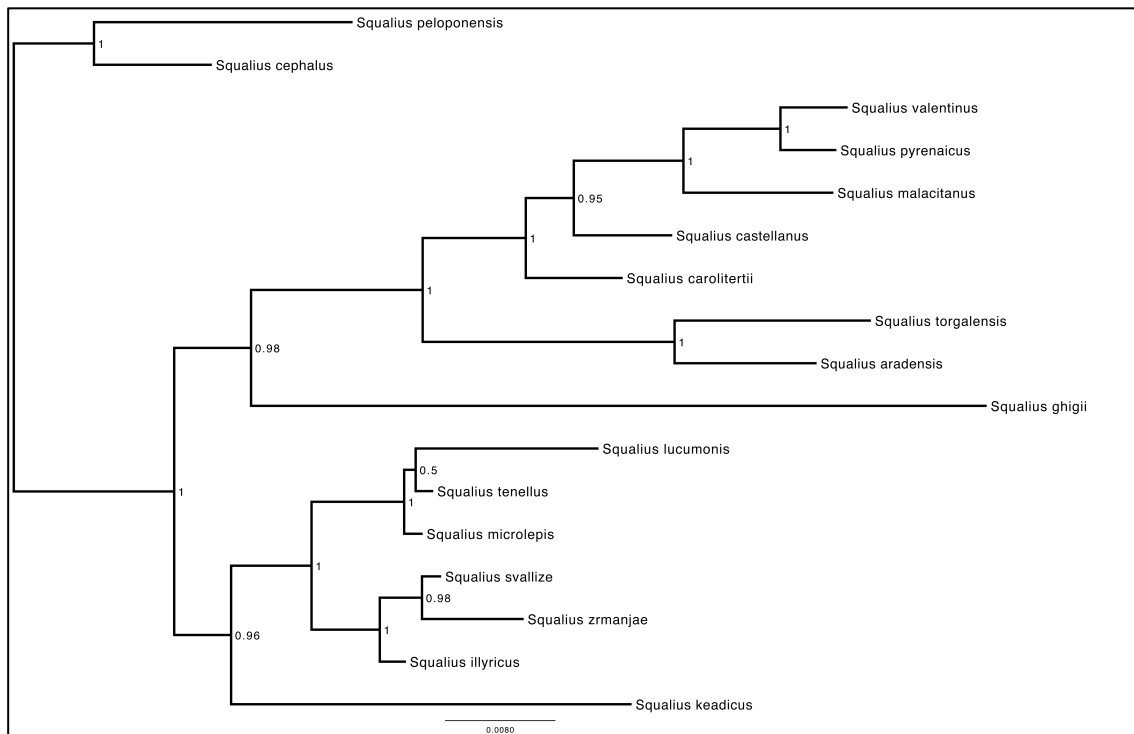 Squalius peloponensis
1
Squalius cephalus
Squalius valentinus
1
Squalius pyrenaicus
1
Squalius malacitanus
0.95
Squalius castellanus
1
Squalius carolitertii
1
Squalius torgalensis
1
Squalius aradensis
0.98
Squalius ghigii
Squalius lucumonis
0.5
Squalius tenellus
1
1
Squalius microlepis
1
Squalius svallize
0.98
Squalius zrmanjae
1
0.96
Squalius illyricus
Squalius keadicus
0.0080